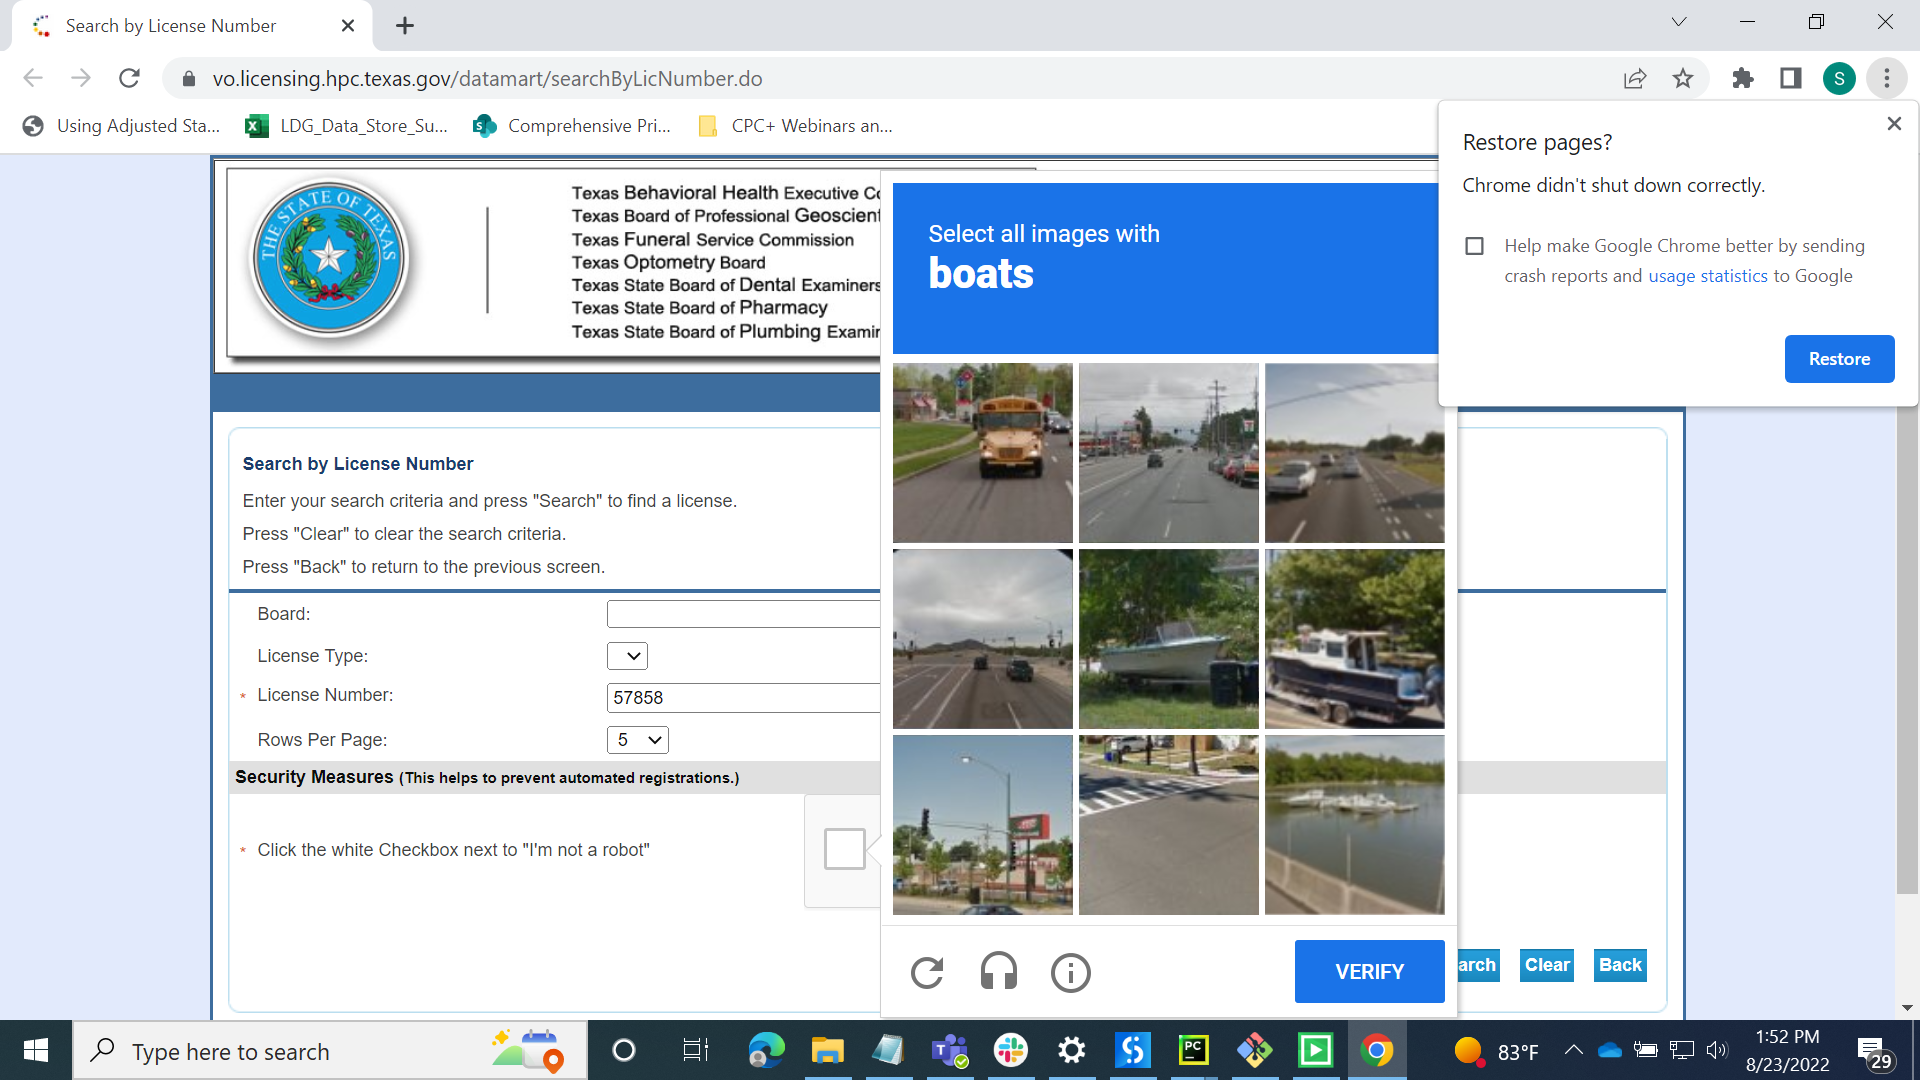 Search by License Number
vo.licensing.hpc.texas.gov/datamart/searchByLicNumber.do
S
Using Adjusted Sta...
LDG_Data_Store_Su...
Comprehensive Pri...
CPC+ Webinars an...
Restore pages?
Chrome didn't shut down correctly.
Help make Google Chrome better by sending
crash reports and usage statistics to Google
Restore
THE STATE OF TEXAS
Texas Behavioral Health Executive
Texas Board of Professional
Texas Funeral Service Commission
Texas Optometry Board
Texas State Board of Dental Examiners
Texas State Board of Pharmacy
Texas State Board of Plumbing
Select all images with
boats
Search by License Number
Enter your search criteria and press "Search" to find a license.
Press "Clear" to clear the search criteria.
Press "Back" to return to the previous screen.
Board:
License Type:
* License Number:
57858
Rows Per Page:
5
Security Measures (This helps to prevent automated registrations.)
* Click the white Checkbox next to "I'm not a robot"
VERIFY
arch
Clear
Back
Type here to search
PC
83°F
1:52 PM
8/23/2022
29